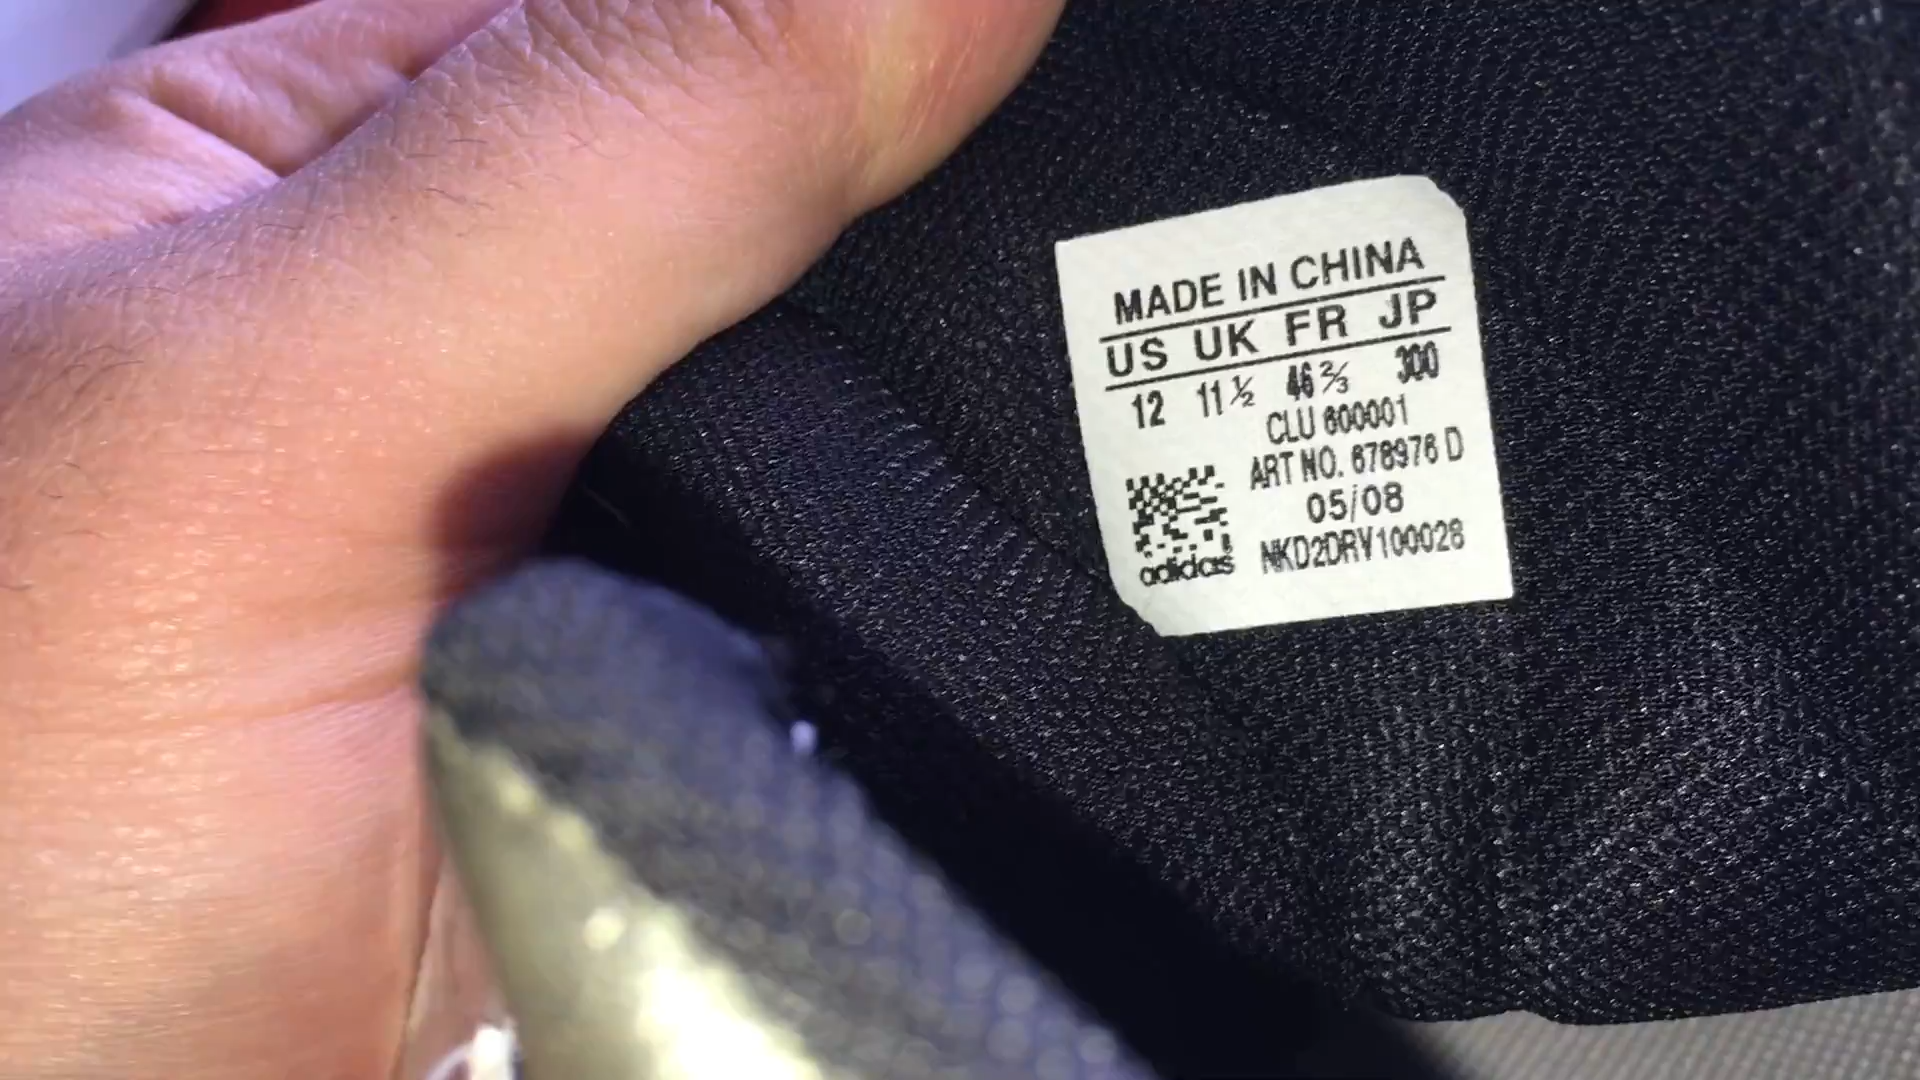 MADE IN CHINA
US UK FR JP
12 11½ 46⅔ 300
CLU 600001
ART NO. 678976 D
05/08
NKD2DRV100028
adidas